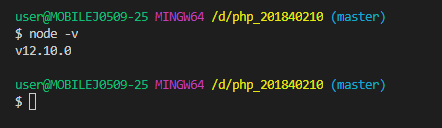 user@MOBILEJ0509-25 MINGW64 /d/php_201840210 (master)
$ node -v
v12.10.0
user@MOBILEJ0509-25 MINGW64 /d/php_201840210 (master)
$